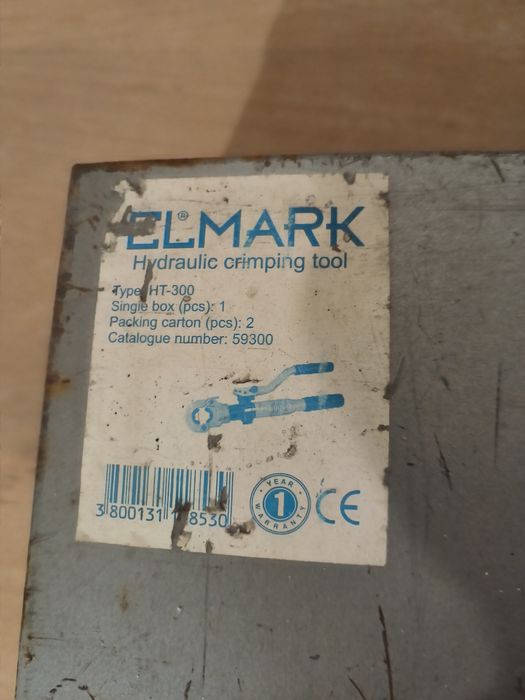 ELMARK
®
Hydraulic crimping tool
Type: HT-300
Single box (pcs): 1
Packing carton (pcs): 2
Catalogue number: 59300
YEAR
1
WARRANTY
CE